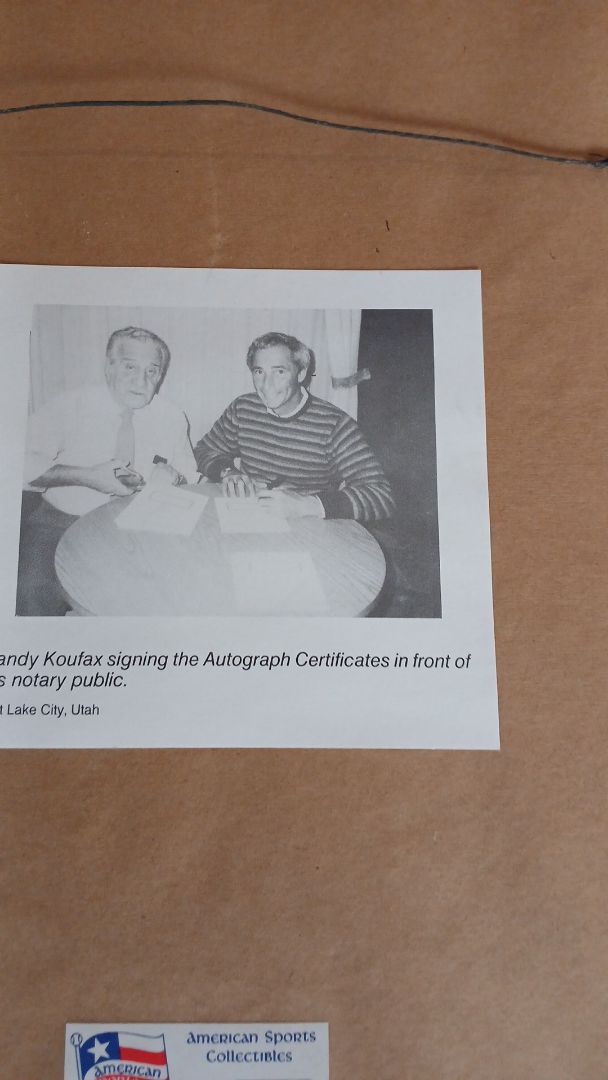 andy Koufax signing the Autograph Certificates in front of
s notary public.
t Lake City, Utah
AMERICAN SPORTS
COLLECTIBLES
AMERICAN